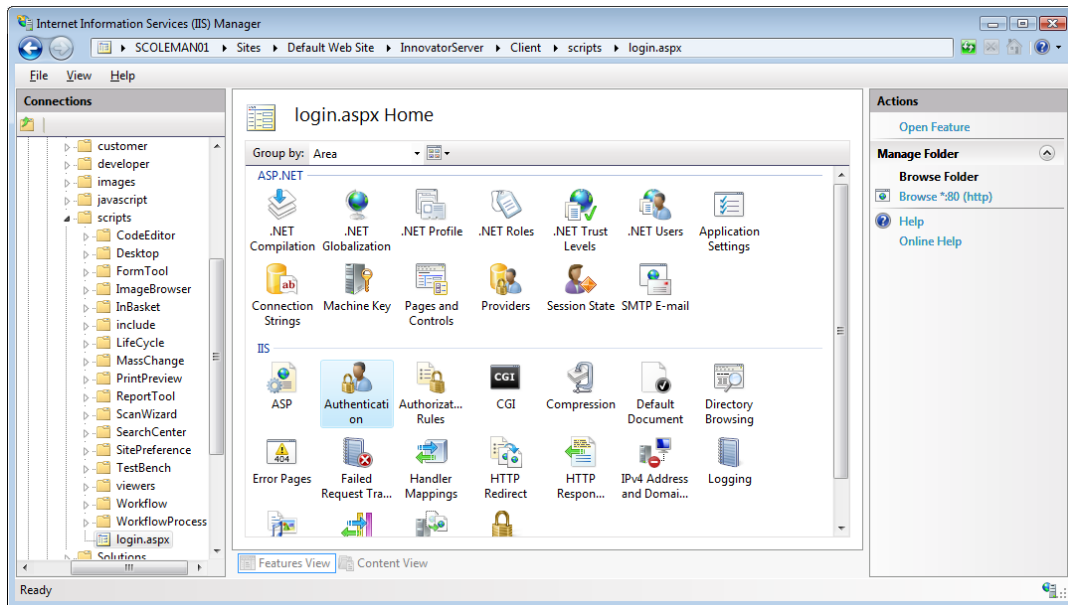 Internet Information Services (IIS) Manager
SCOLEMAN01 Sites Default Web Site InnovatorServer Client scripts login.aspx
File View Help
Connections
customer
developer
images
javascript
scripts
CodeEditor
Desktop
FormTool
ImageBrowser
InBasket
include
LifeCycle
MassChange
PrintPreview
ReportTool
ScanWizard
SearchCenter
SitePreference
TestBench
viewers
Workflow
WorkflowProcess
login.aspx
Solutions
login.aspx Home
Group by: Area
ASP.NET
.NET Compilation
.NET Globalization
.NET Profile
.NET Roles
.NET Trust Levels
.NET Users
Application Settings
ab
Connection Strings
Machine Key
Pages and Controls
Providers
Session State
SMTP E-mail
IIS
ASP
Authenticati on
Authorizat... Rules
CGI
CGI
Compression
Default Document
Directory Browsing
404
Error Pages
Failed Request Tra...
Handler Mappings
HTTP Redirect
HTTP Respon...
IPv4 Address and Domai...
Logging
Features View
Content View
Actions
Open Feature
Manage Folder
Browse Folder
Browse *:80 (http)
Help
Online Help
Ready